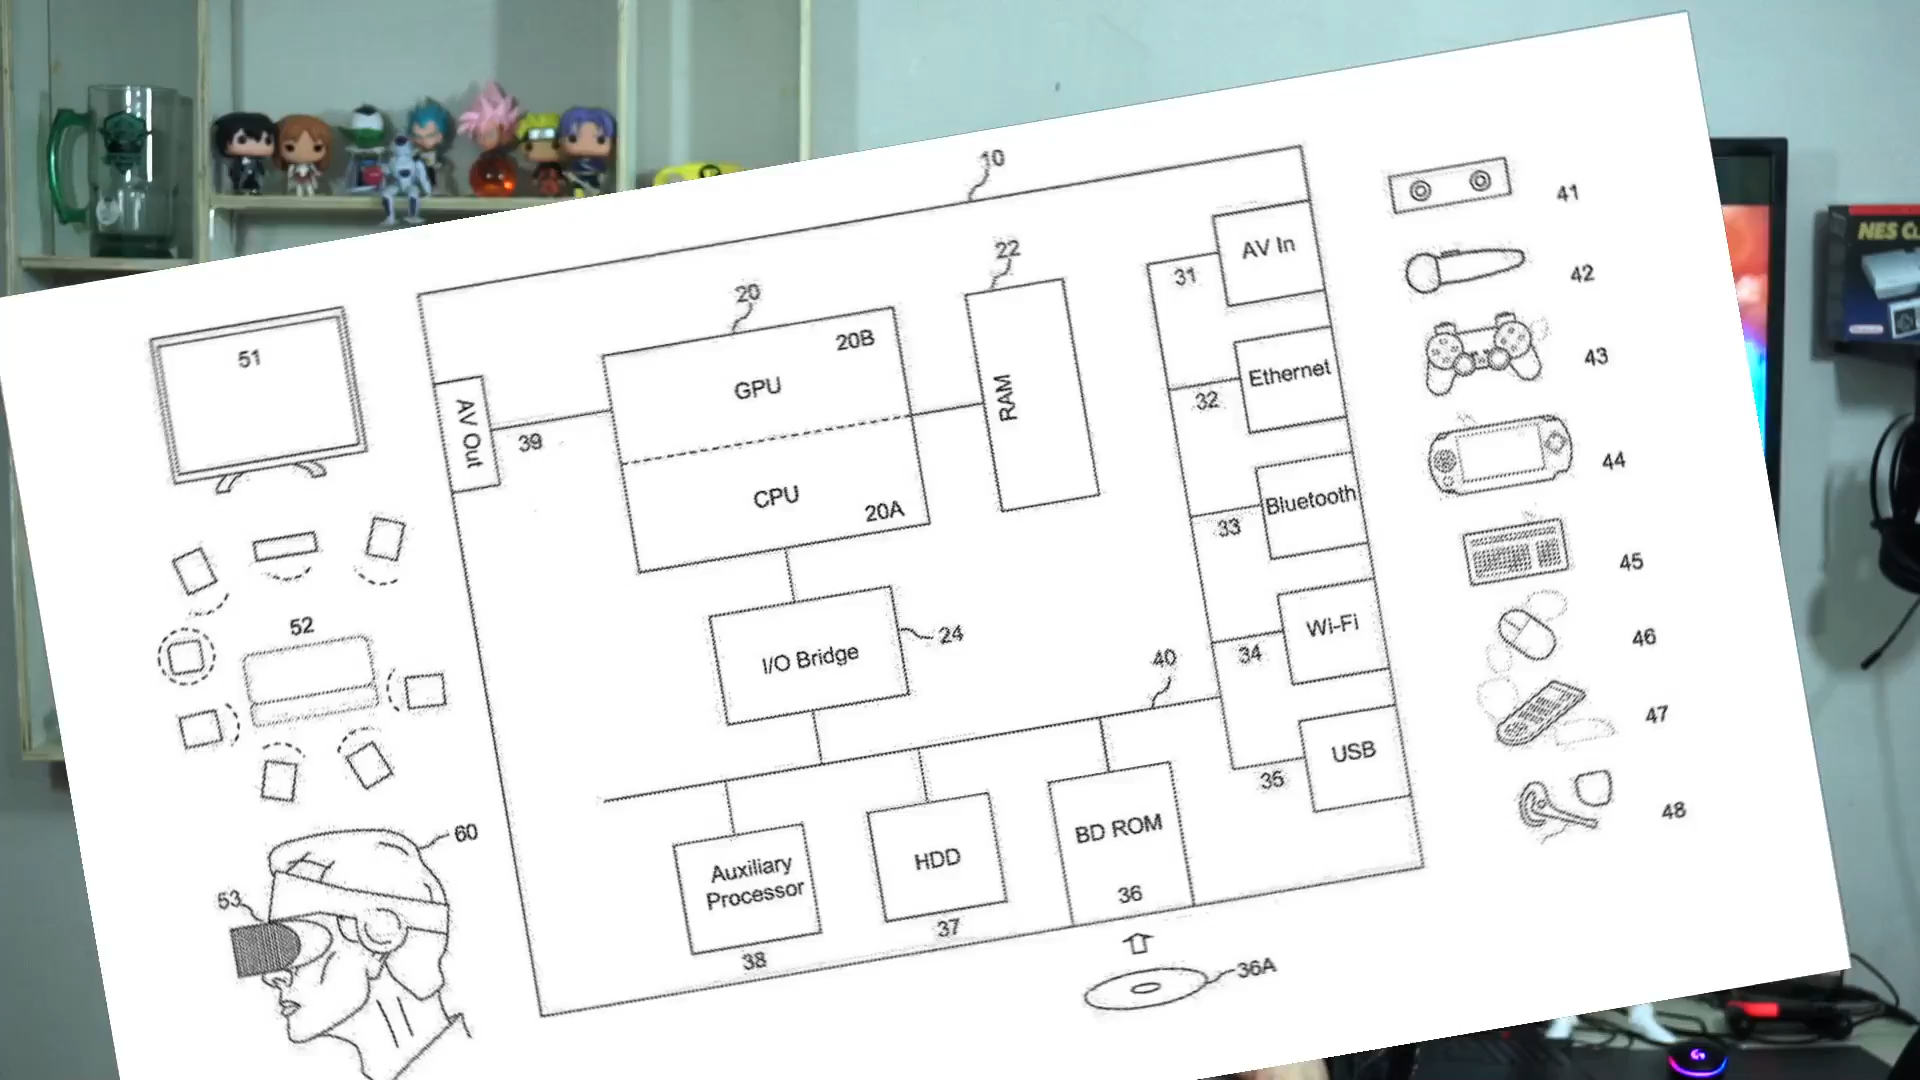 10
41
22
AV In
31
42
20
20B
51
GPU
RAM
Ethernet
32
43
AV Out
39
CPU
20A
Bluetooth
33
44
45
52
I/O Bridge
24
40
34
Wi-Fi
46
47
35
USB
60
53
Auxiliary
Processor
38
HDD
37
BD ROM
36
48
36A
NES